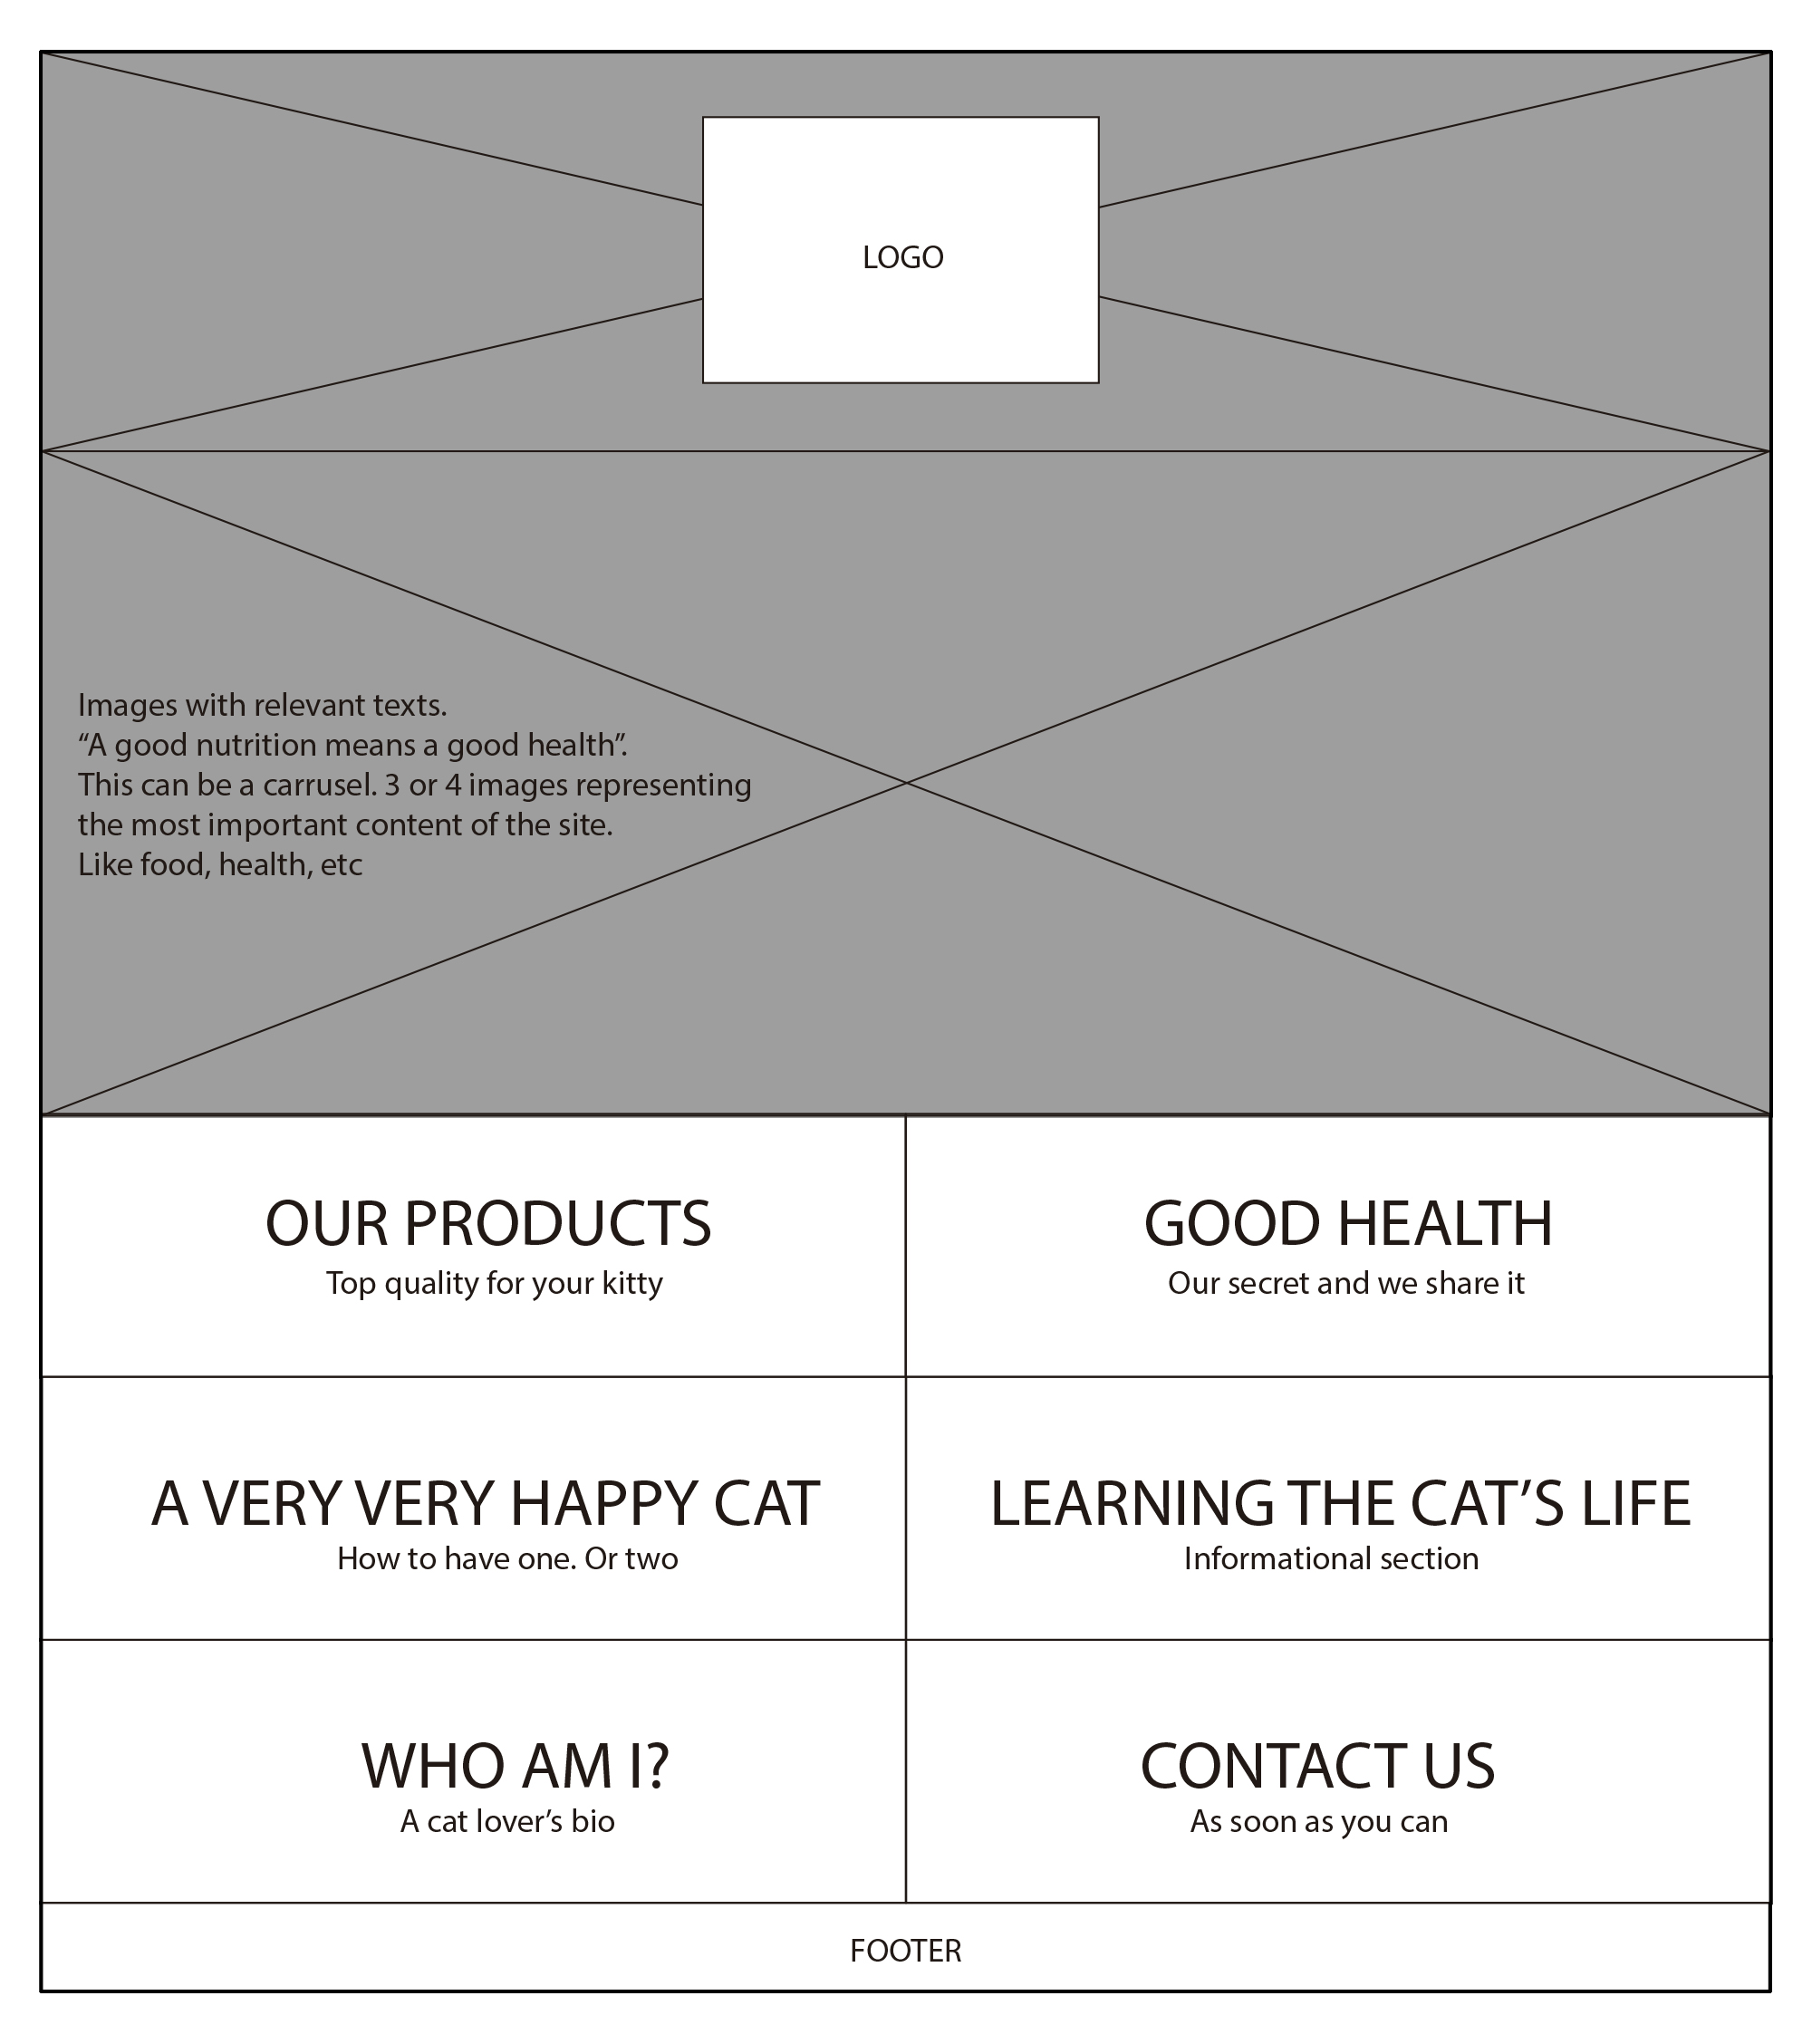 LOGO
Images with relevant texts.
“A good nutrition means a good health”.
This can be a carrusel. 3 or 4 images representing
the most important content of the site.
Like food, health, etc
OUR PRODUCTS
Top quality for your kitty
GOOD HEALTH
Our secret and we share it
A VERY VERY HAPPY CAT
How to have one. Or two
LEARNING THE CAT’S LIFE
Informational section
WHO AM I?
A cat lover’s bio
CONTACT US
As soon as you can
FOOTER